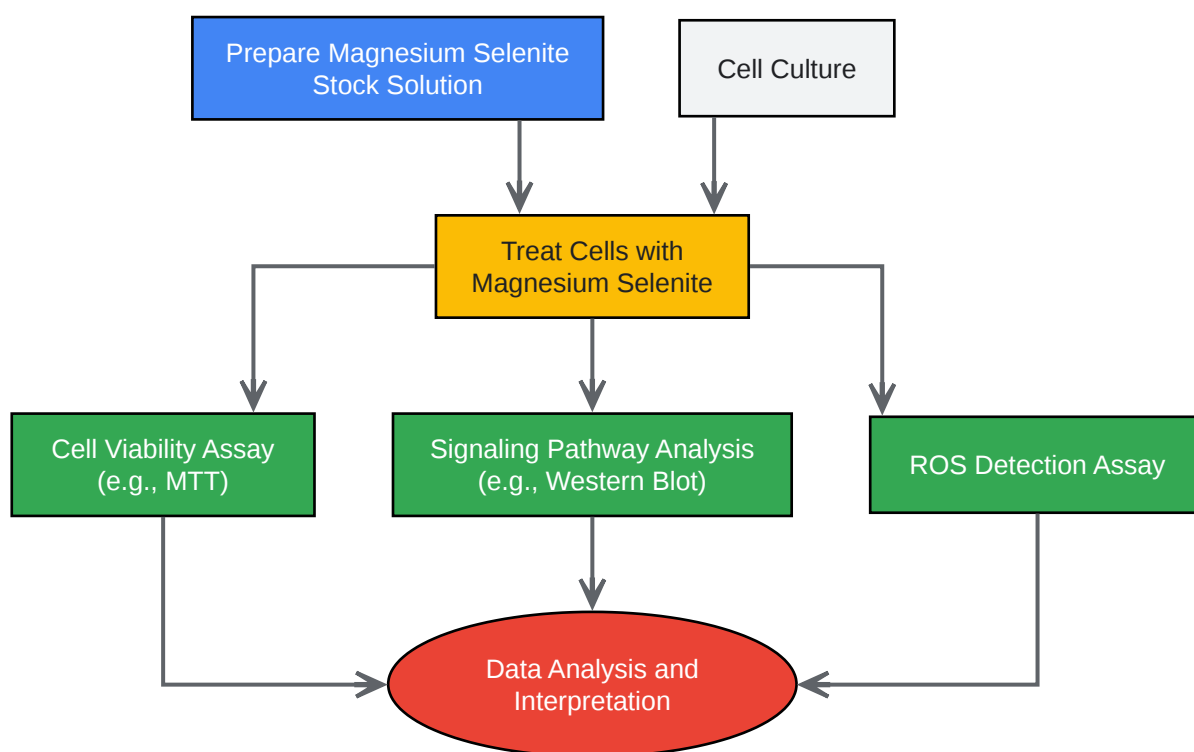 Prepare Magnesium Selenite
Stock Solution
Cell Culture
Treat Cells with
Magnesium Selenite
Cell Viability Assay
(e.g., MTT)
Signaling Pathway Analysis
(e.g., Western Blot)
ROS Detection Assay
Data Analysis and
Interpretation